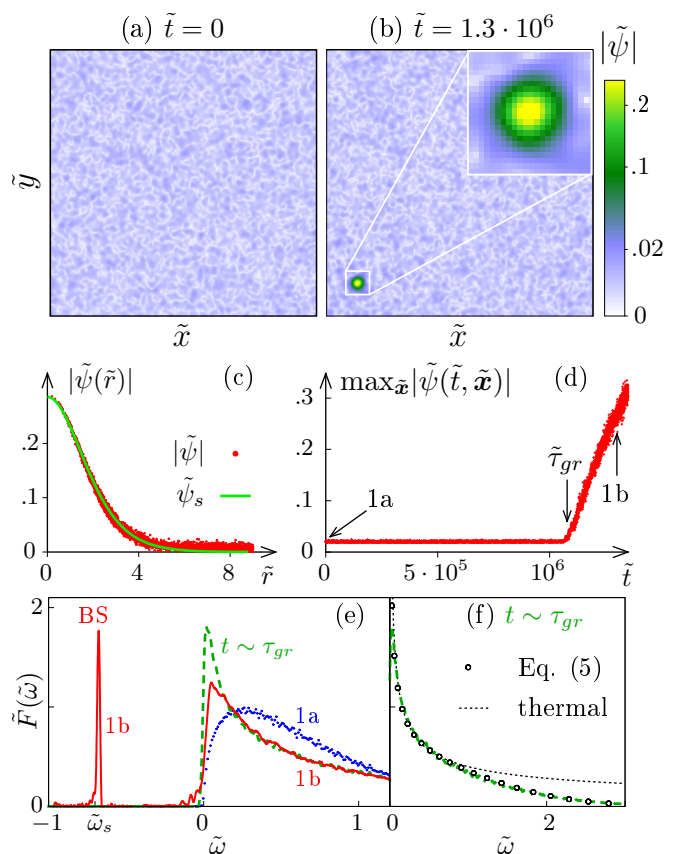 (a) t̃ = 0
(b) t̃ = 1.3 · 10⁶
|ψ̃|
.2
.1
.02
0
ỹ
x̃
x̃
|ψ̃(r̃)|
(c)
.2
.1
0
|ψ̃|
ψ̃ₛ
0
4
8
r̃
max_x̃|ψ̃(t̃, x̃)|
(d)
.3
.2
.1
0
1a
τ̃_gr
1b
0
5 · 10⁵
10⁶
t̃
2
1
0
F̃(ω̃)
BS
1b
(e)
t ∼ τ_gr
1a
1b
−1
ω̃ₛ
0
1
ω̃
(f)
t ∼ τ_gr
Eq. (5)
thermal
0
2
ω̃